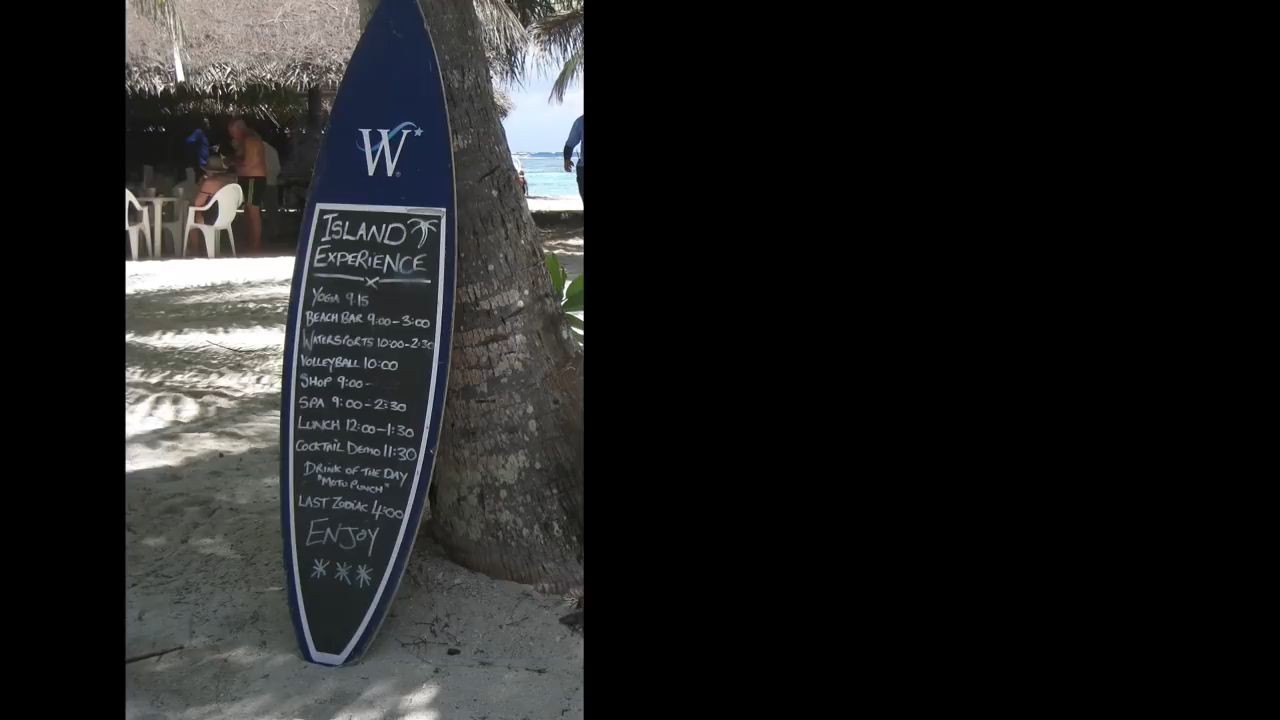 W
ISLAND
EXPERIENCE
YOGA 9.15
BEACH BAR 9:00-3:00
WATERSPORTS 10:00-2:30
VOLLEYBALL 10:00
SHOP 9:00-
SPA 9:00-2:30
LUNCH 12:00-1:30
COCKTAIL DEMO 11:30
DRINK OF THE DAY
"MOTU PUNCH"
LAST ZODIAC 4:00
ENJOY